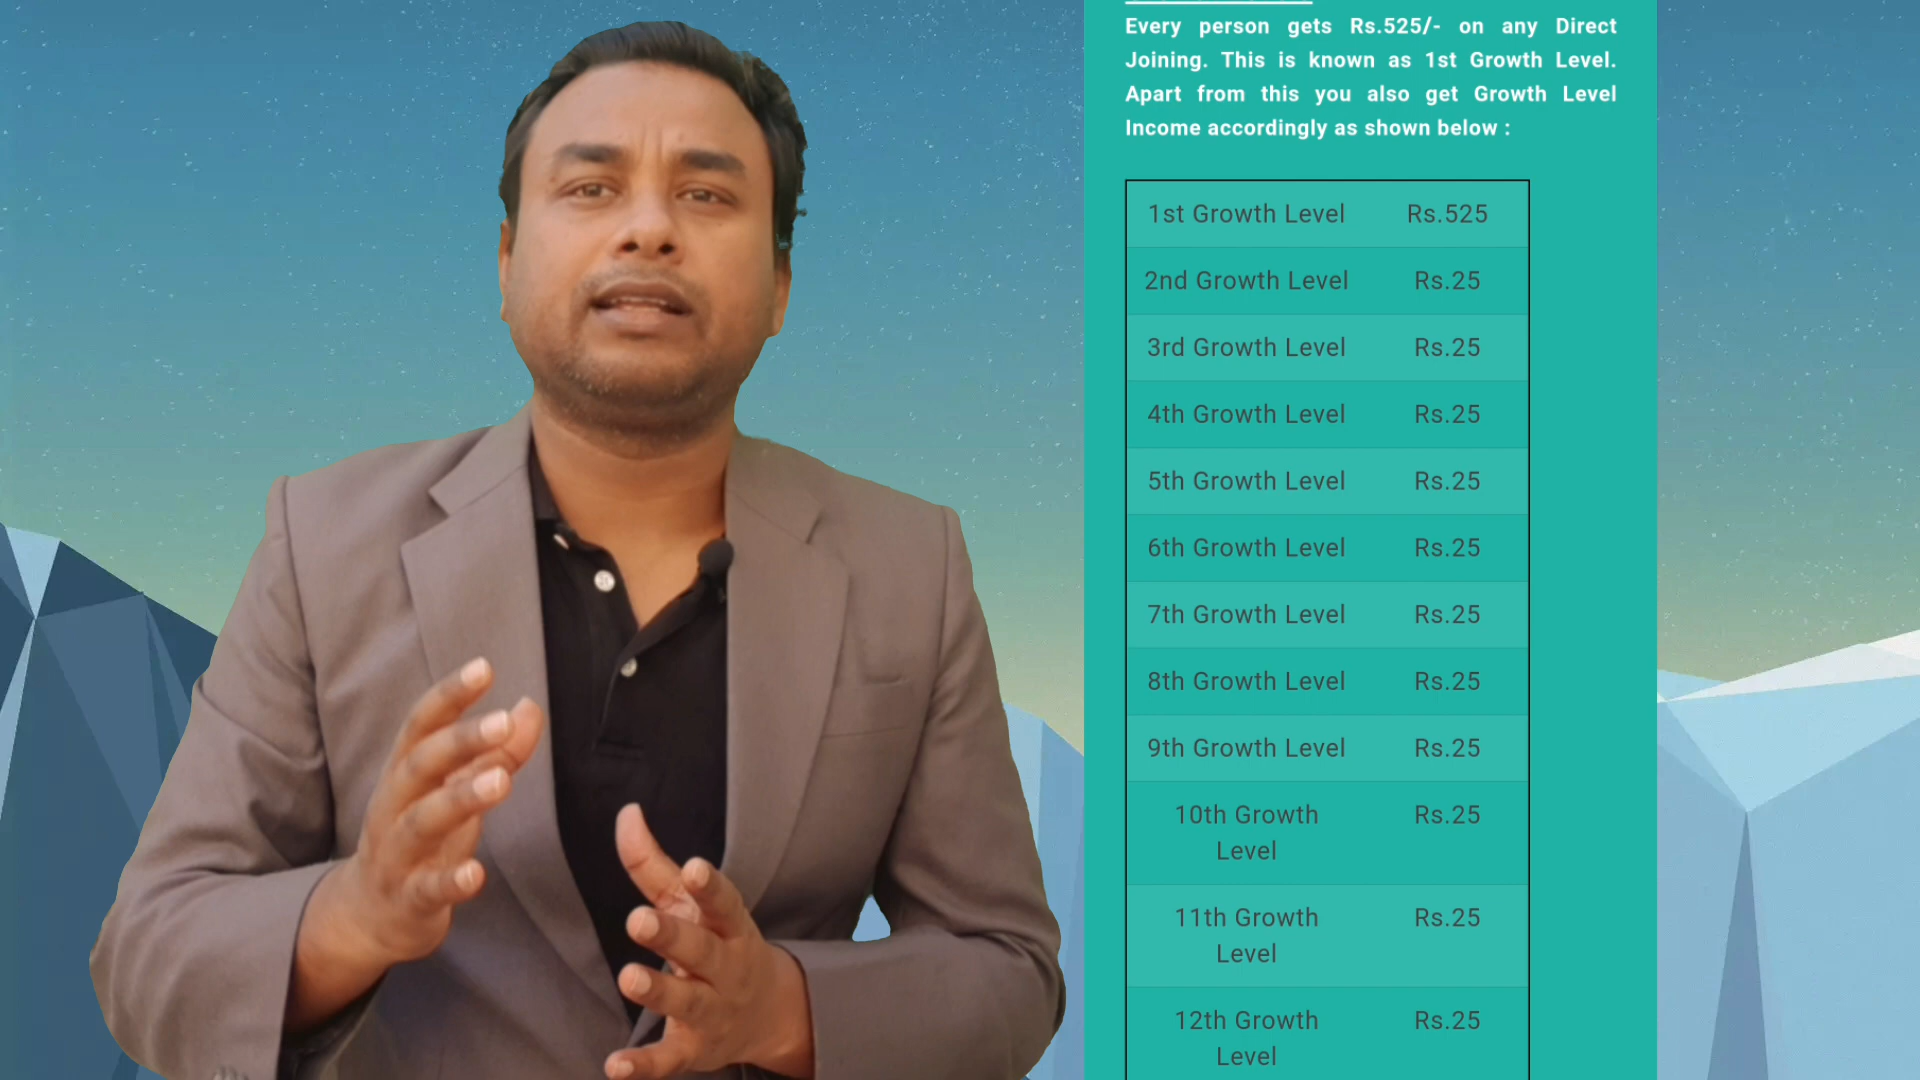 Every person gets Rs.525/- on any Direct
Joining. This is known as 1st Growth Level.
Apart from this you also get Growth Level
Income accordingly as shown below :
1st Growth Level Rs.525
2nd Growth Level Rs.25
3rd Growth Level Rs.25
4th Growth Level Rs.25
5th Growth Level Rs.25
6th Growth Level Rs.25
7th Growth Level Rs.25
8th Growth Level Rs.25
9th Growth Level Rs.25
10th Growth Rs.25
Level
11th Growth Rs.25
Level
12th Growth Rs.25
Level